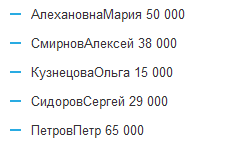 АлехановнаМария 50 000
СмирновАлексей 38 000
КузнецоваОльга 15 000
СидоровСергей 29 000
ПетровПетр 65 000